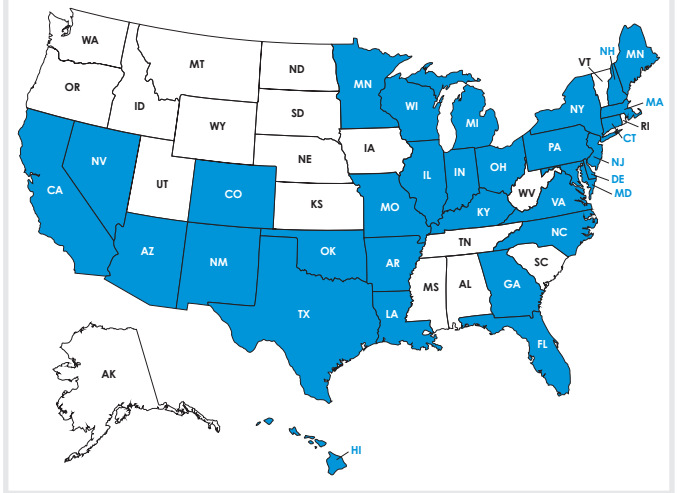 WA
MT
ND
MN
OR
ID
SD
WI
MI
WY
NE
IA
NV
UT
CA
CO
KS
MO
IL
IN
OH
KY
WV
VA
PA
NY
VT
NH
MN
MA
RI
CT
NJ
DE
MD
NC
TN
SC
AZ
NM
OK
AR
MS
AL
GA
TX
LA
FL
AK
HI